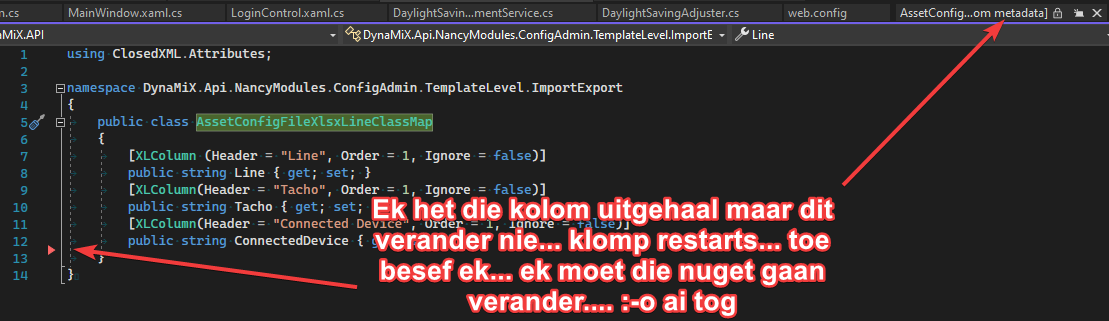 n.cs MainWindow.xaml.cs LoginControl.xaml.cs DaylightSavin...mentService.cs DaylightSavingAdjuster.cs web.config AssetConfig...om metadata]
aMiX.API DynaMiX.Api.NancyModules.ConfigAdmin.TemplateLevel.ImportE Line
1 using ClosedXML.Attributes;
2
3 namespace DynaMiX.Api.NancyModules.ConfigAdmin.TemplateLevel.ImportExport
4 {
5 public class AssetConfigFileXlsxLineClassMap
6 {
7 [XLColumn (Header = "Line", Order = 1, Ignore = false)]
8 public string Line { get; set; }
9 [XLColumn(Header = "Tacho", Order = 1, Ignore = false)]
10 public string Tacho { get; set;
11 [XLColumn(Header = "Connected Device", Order = 1, Ignore = false)]
12 public string ConnectedDevice { g
13 }
14 }
Ek het die kolom uitgehaal maar dit
verander nie... klomp restarts... toe
besef ek... ek moet die nuget gaan
verander.... :-o ai tog